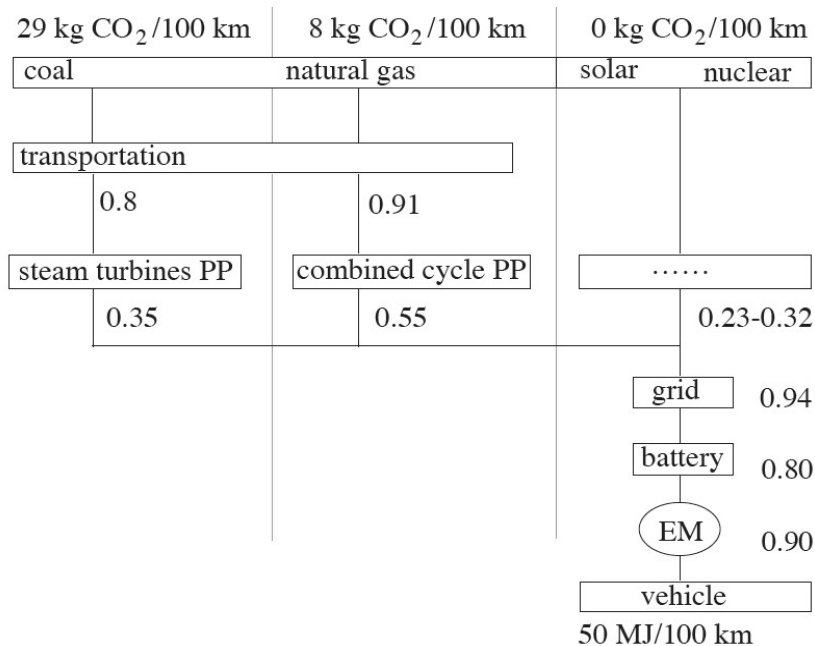 29 kg CO₂/100 km 8 kg CO₂/100 km 0 kg CO₂/100 km
coal natural gas solar nuclear
transportation
0.8 0.91
steam turbines PP combined cycle PP ......
0.35 0.55 0.23-0.32
grid 0.94
battery 0.80
EM 0.90
vehicle
50 MJ/100 km